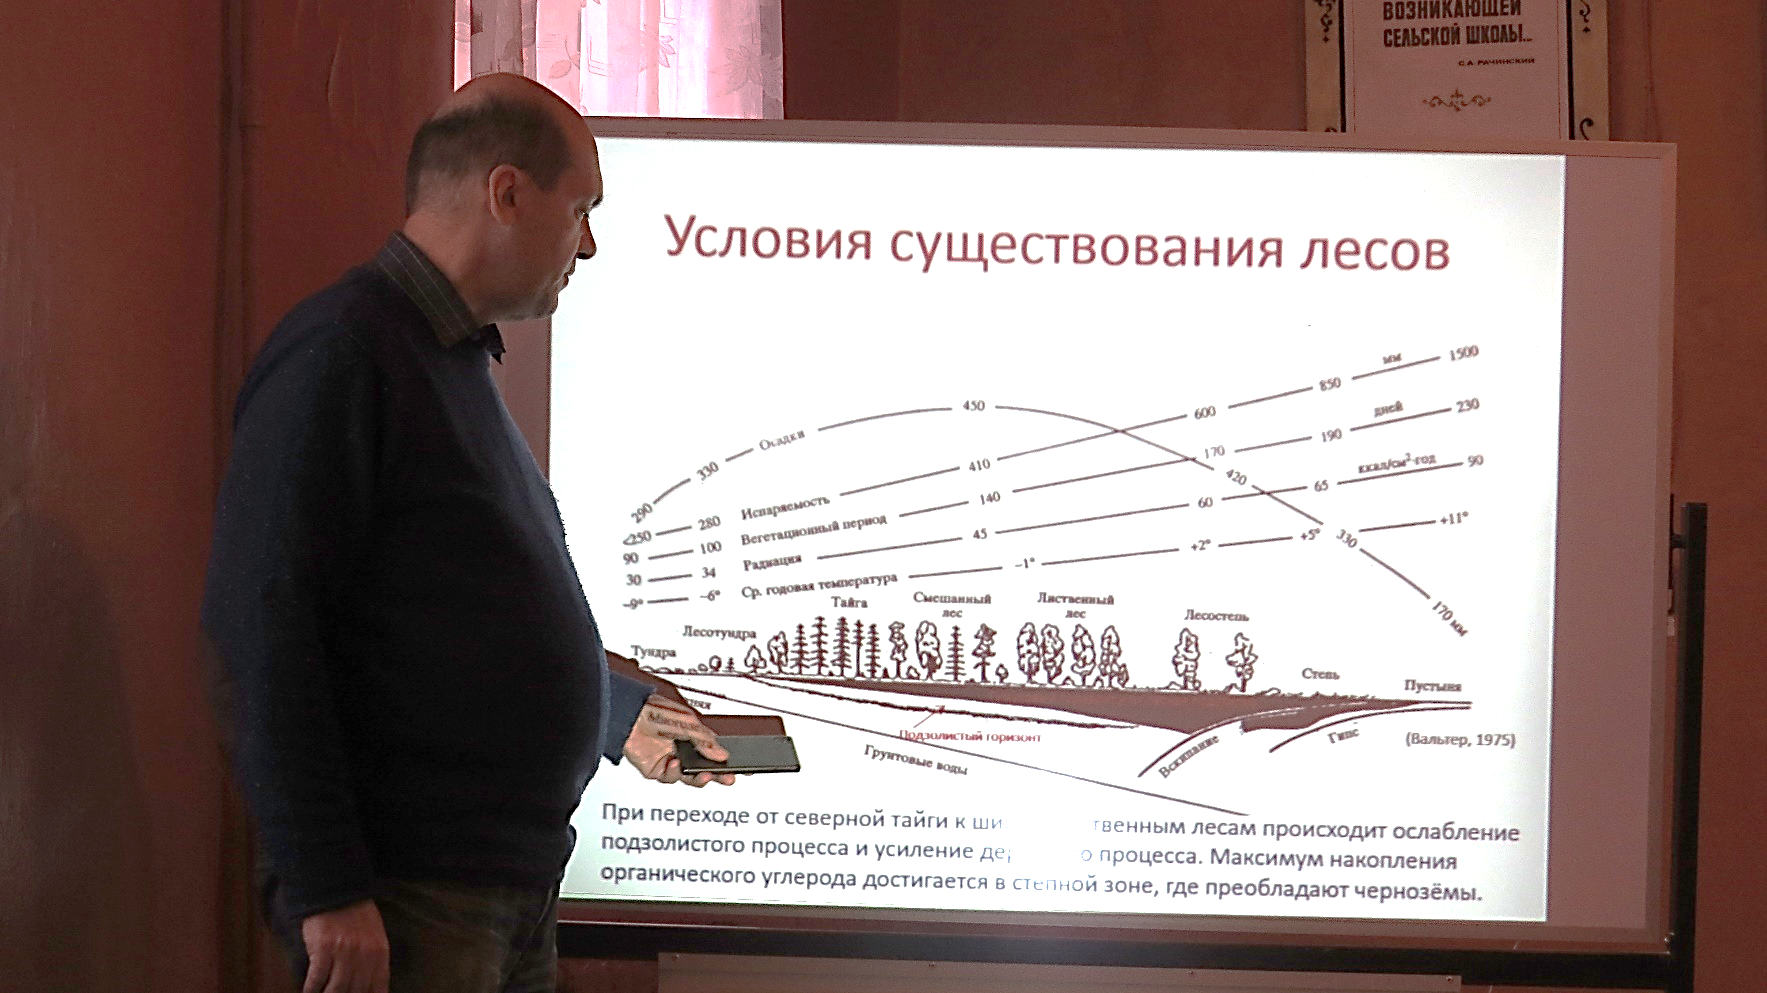 ВОЗНИКАЮЩЕЙ
СЕЛЬСКОЙ ШКОЛЫ...
С.А. РАЧИНСКИЙ
Условия существования лесов
мм 1500
850
600
410
Испаряемость
280
250
450
Осадки
330
290
420
330
170 мм
дней 230
190
170
140
Вегетационный период
100
90
ккал/см²·год 90
65
60
45
Радиация
34
30
+11°
+5°
+2°
−1°
Ср. годовая температура
−6°
−9°
Тундра
Лесотундра
Тайга
Смешанный
лес
Лиственный
лес
Лесостепь
Степь
Пустыня
Подзолистый горизонт
Грунтовые воды
Вскипание
Гипс
(Вальтер, 1975)
При переходе от северной тайги к ши твенным лесам происходит ослабление
подзолистого процесса и усиление де о процесса. Максимум накопления
органического углерода достигается в степной зоне, где преобладают чернозёмы.